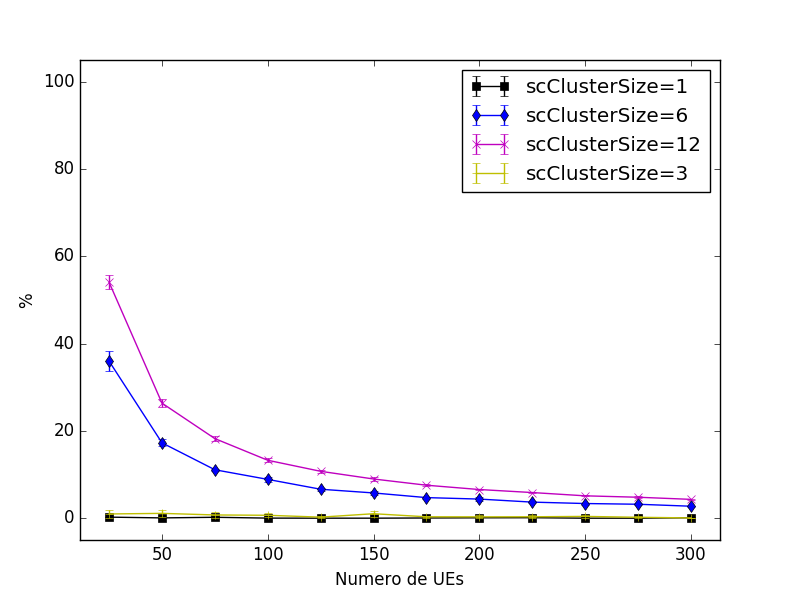 100
80
60
40
20
0
%
50
100
150
200
250
300
Numero de UEs
scClusterSize=1
scClusterSize=6
scClusterSize=12
scClusterSize=3